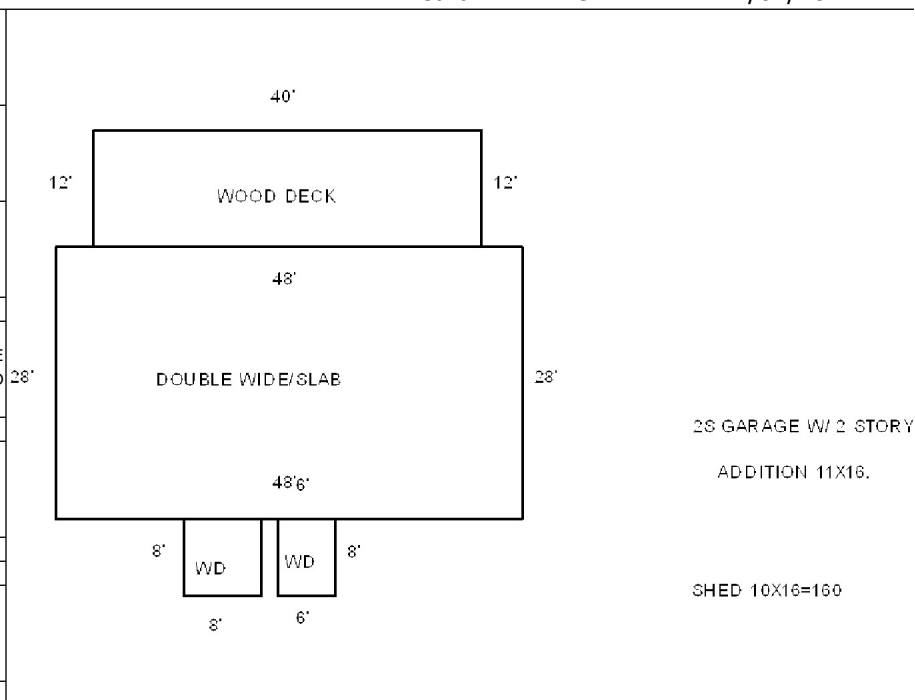 40'
12'
12'
WOOD DECK
48'
28'
DOUBLE WIDE/SLAB
28'
2S GARAGE W/ 2 STORY
ADDITION 11X16.
48'
6'
8'
WD
WD
8'
SHED 10X16=160
8'
6'